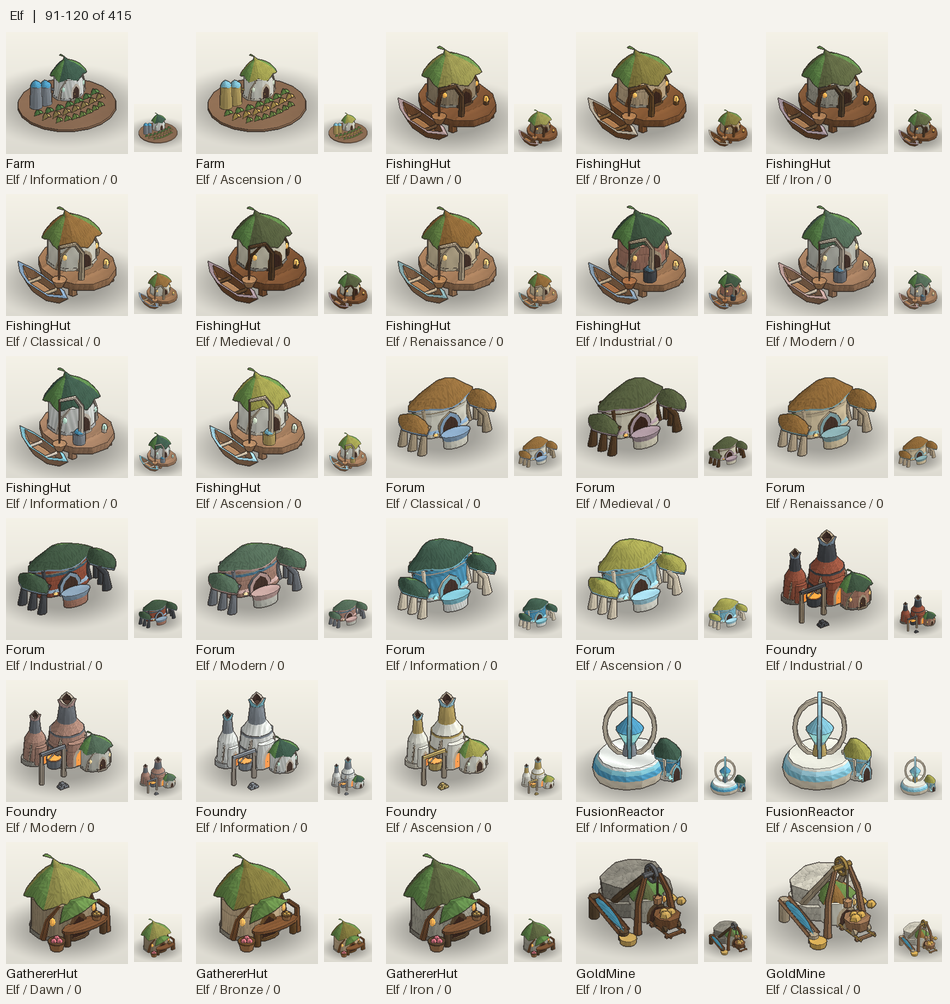 Elf | 91-120 of 415
Farm
Elf / Information / 0
Farm
Elf / Ascension / 0
FishingHut
Elf / Dawn / 0
FishingHut
Elf / Bronze / 0
FishingHut
Elf / Iron / 0
FishingHut
Elf / Classical / 0
FishingHut
Elf / Medieval / 0
FishingHut
Elf / Renaissance / 0
FishingHut
Elf / Industrial / 0
FishingHut
Elf / Modern / 0
FishingHut
Elf / Information / 0
FishingHut
Elf / Ascension / 0
Forum
Elf / Classical / 0
Forum
Elf / Medieval / 0
Forum
Elf / Renaissance / 0
Forum
Elf / Industrial / 0
Forum
Elf / Modern / 0
Forum
Elf / Information / 0
Forum
Elf / Ascension / 0
Foundry
Elf / Industrial / 0
Foundry
Elf / Modern / 0
Foundry
Elf / Information / 0
Foundry
Elf / Ascension / 0
FusionReactor
Elf / Information / 0
FusionReactor
Elf / Ascension / 0
GathererHut
Elf / Dawn / 0
GathererHut
Elf / Bronze / 0
GathererHut
Elf / Iron / 0
GoldMine
Elf / Iron / 0
GoldMine
Elf / Classical / 0